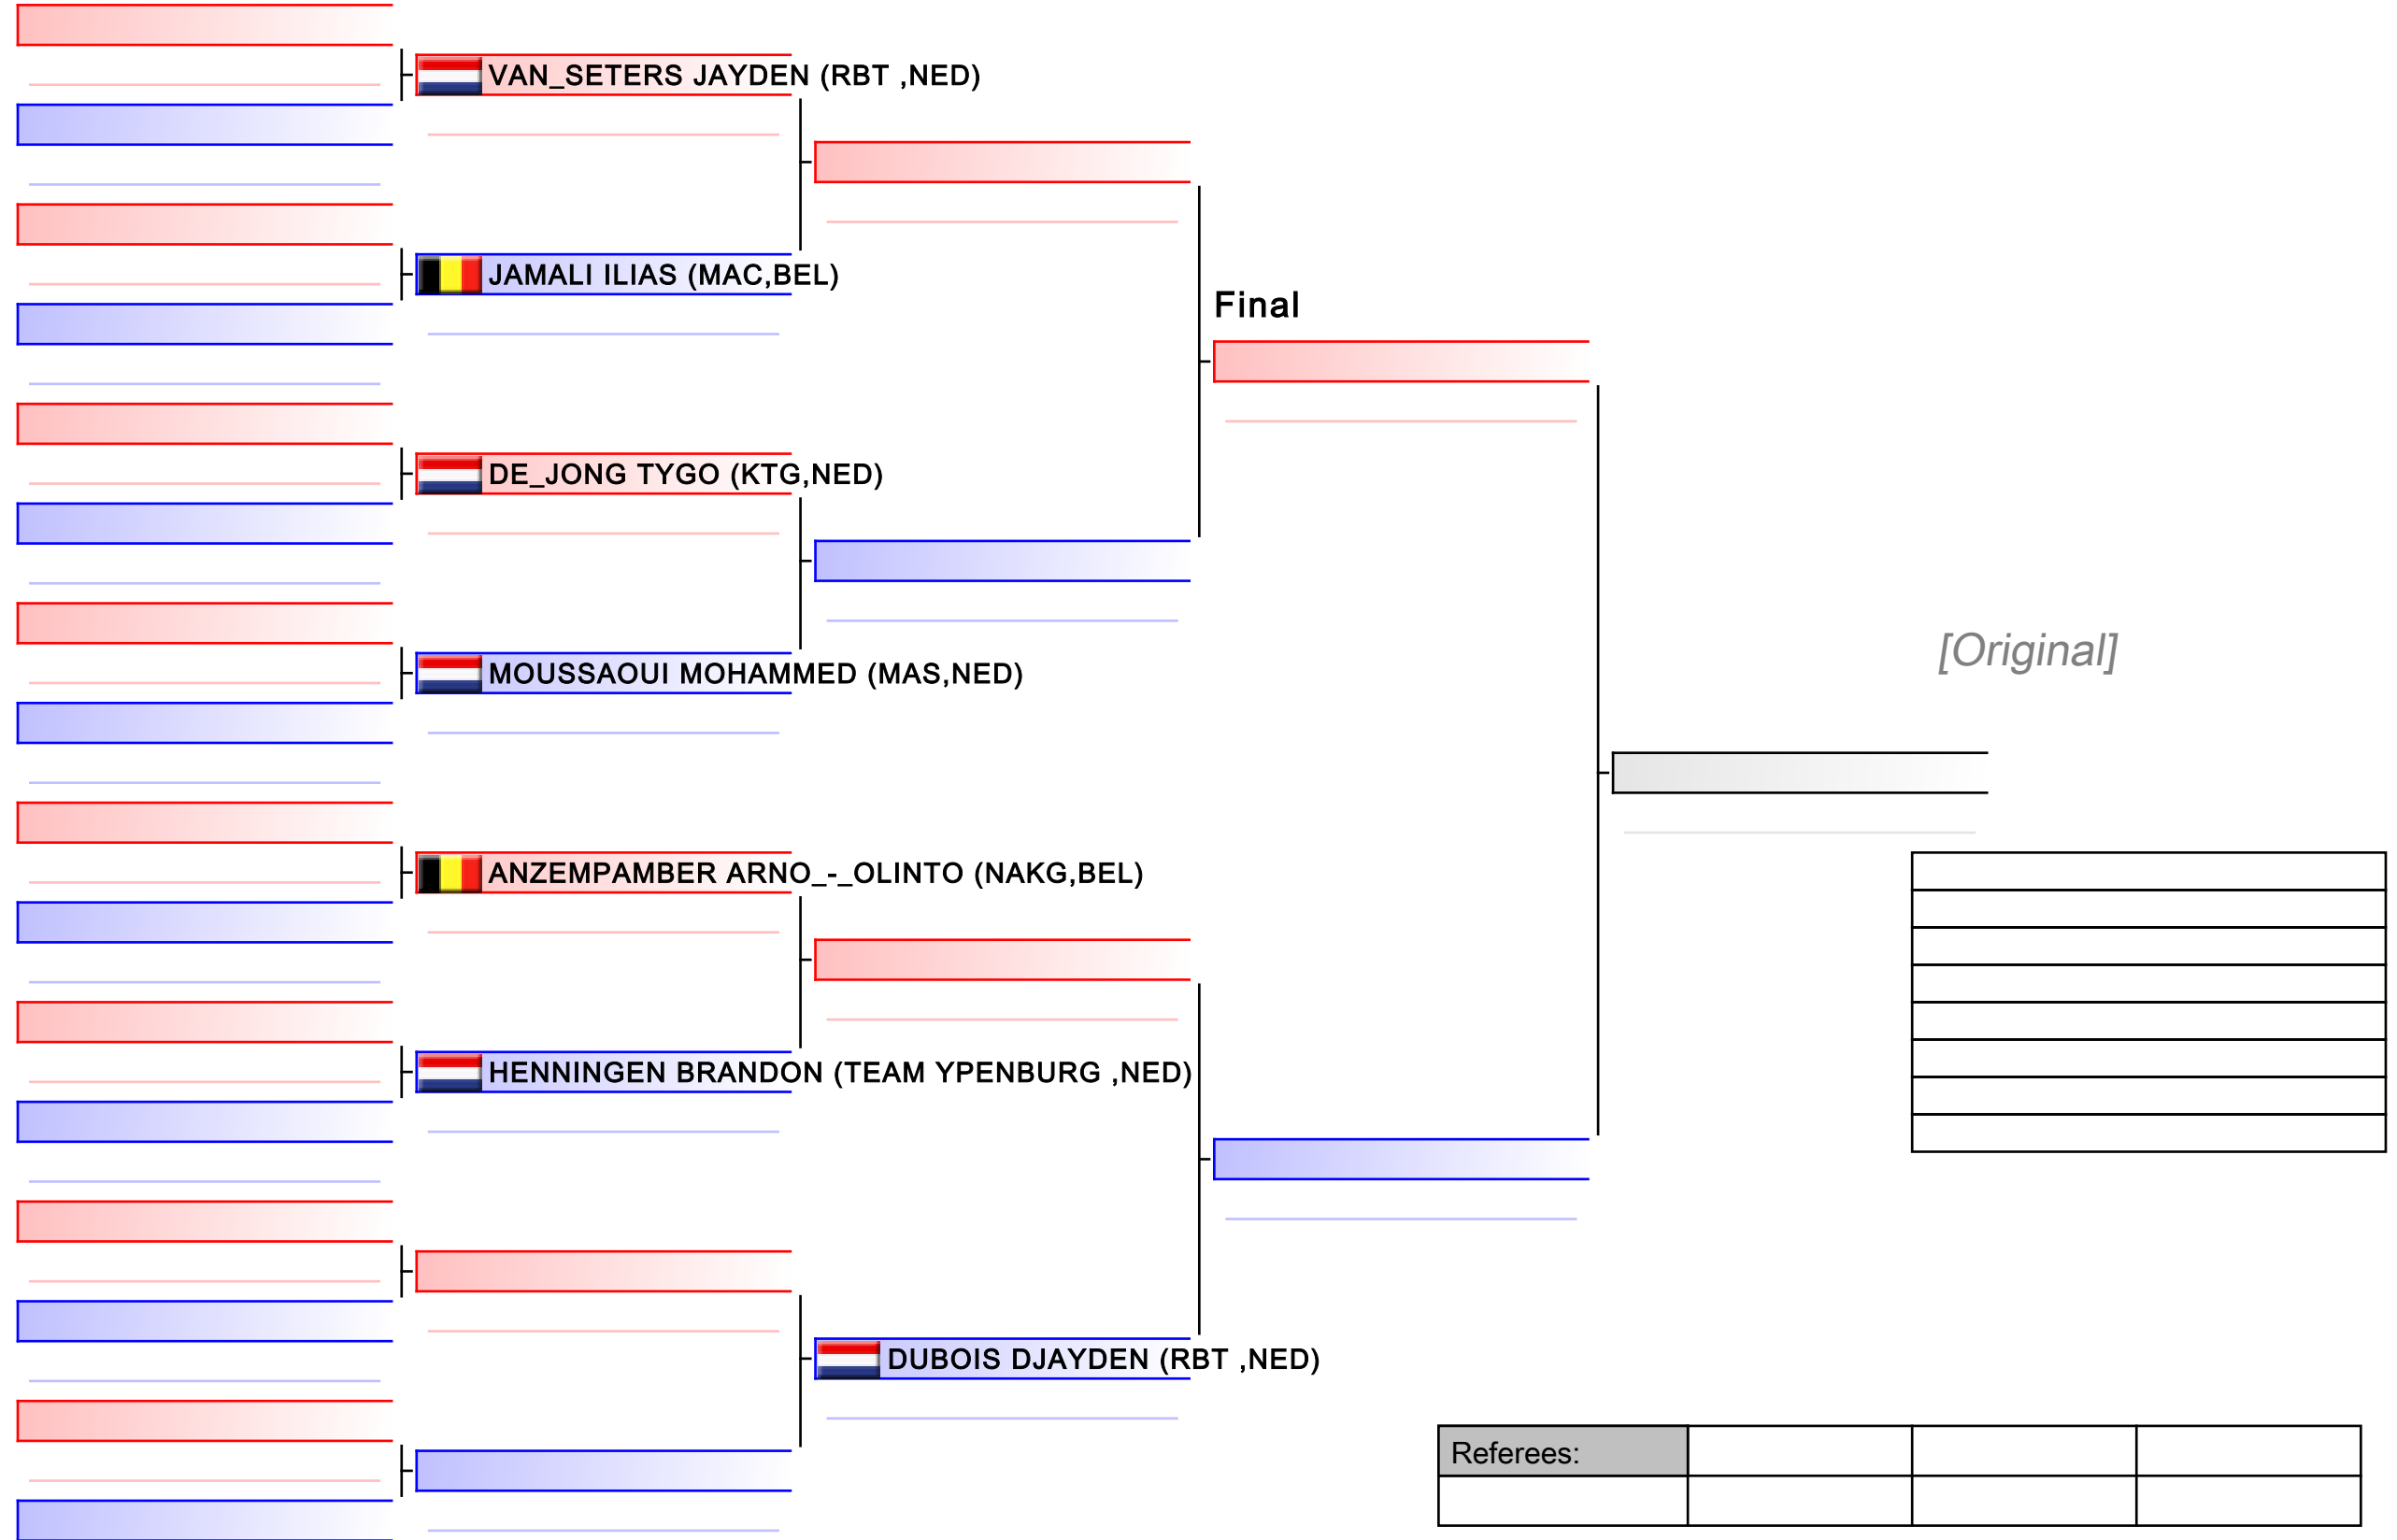 VAN_SETERS JAYDEN (RBT ,NED)
JAMALI ILIAS (MAC,BEL)
Final
DE_JONG TYGO (KTG,NED)
[Original]
MOUSSAOUI MOHAMMED (MAS,NED)
ANZEMPAMBER ARNO_-_OLINTO (NAKG,BEL)
HENNINGEN BRANDON (TEAM YPENBURG ,NED)
DUBOIS DJAYDEN (RBT ,NED)
Referees: